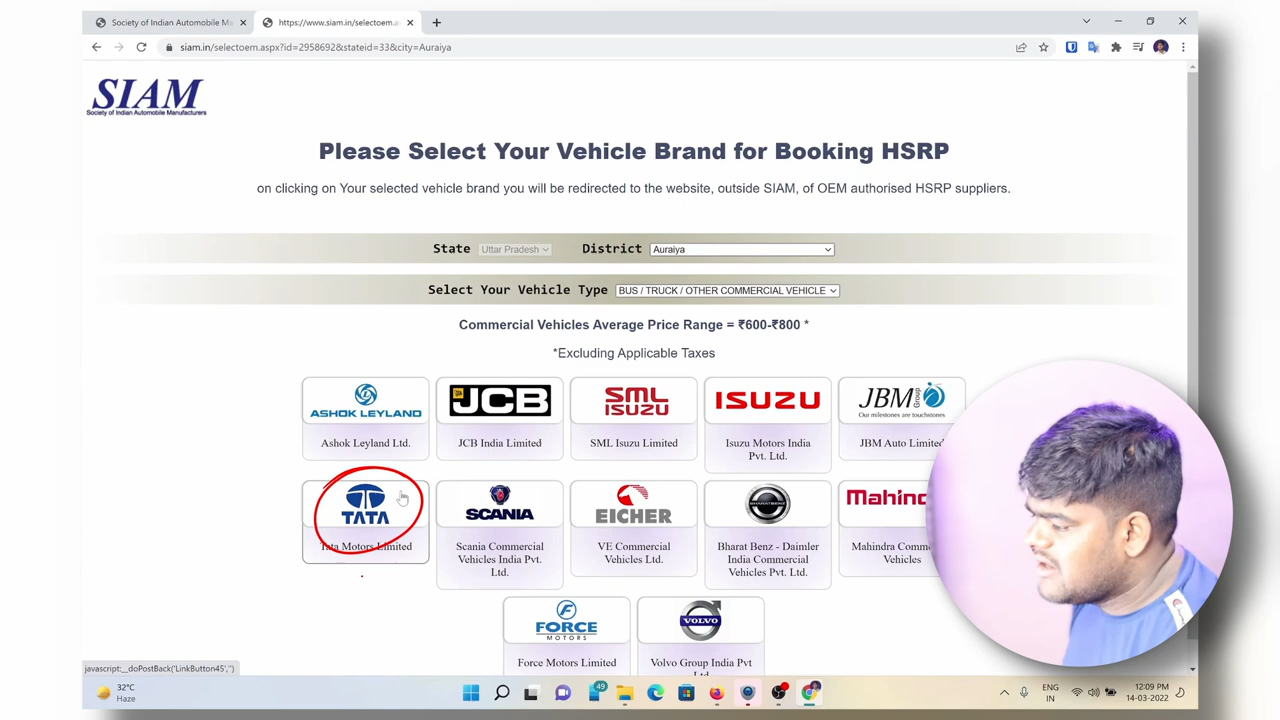 Society of Indian Automobile M
https://www.siam.in/selectoem.as
siam.in/selectoem.aspx?id=2958692&stateid=33&city=Auraiya
SIAM
Society of Indian Automobile Manufacturers
Please Select Your Vehicle Brand for Booking HSRP
on clicking on Your selected vehicle brand you will be redirected to the website, outside SIAM, of OEM authorised HSRP suppliers.
State Uttar Pradesh District Auraiya
Select Your Vehicle Type BUS / TRUCK / OTHER COMMERCIAL VEHICLE
Commercial Vehicles Average Price Range = ₹600-₹800 *
*Excluding Applicable Taxes
ASHOK LEYLAND JCB SML ISUZU ISUZU JBM Group
Our milestones are touchstones
Ashok Leyland Ltd. JCB India Limited SML Isuzu Limited Isuzu Motors India Pvt. Ltd. JBM Auto Limited
TATA SCANIA EICHER BHARATBENZ
Tata Motors Limited Scania Commercial Vehicles India Pvt. Ltd. VE Commercial Vehicles Ltd. Bharat Benz - Daimler India Commercial Vehicles Pvt. Ltd. Mahindra Vehicles
FORCE MOTORS VOLVO
Force Motors Limited Volvo Group India Pvt
javascript:__doPostBack('LinkButton45','')
32°C
Haze
49
ENG
IN
12:09 PM
14-03-2022